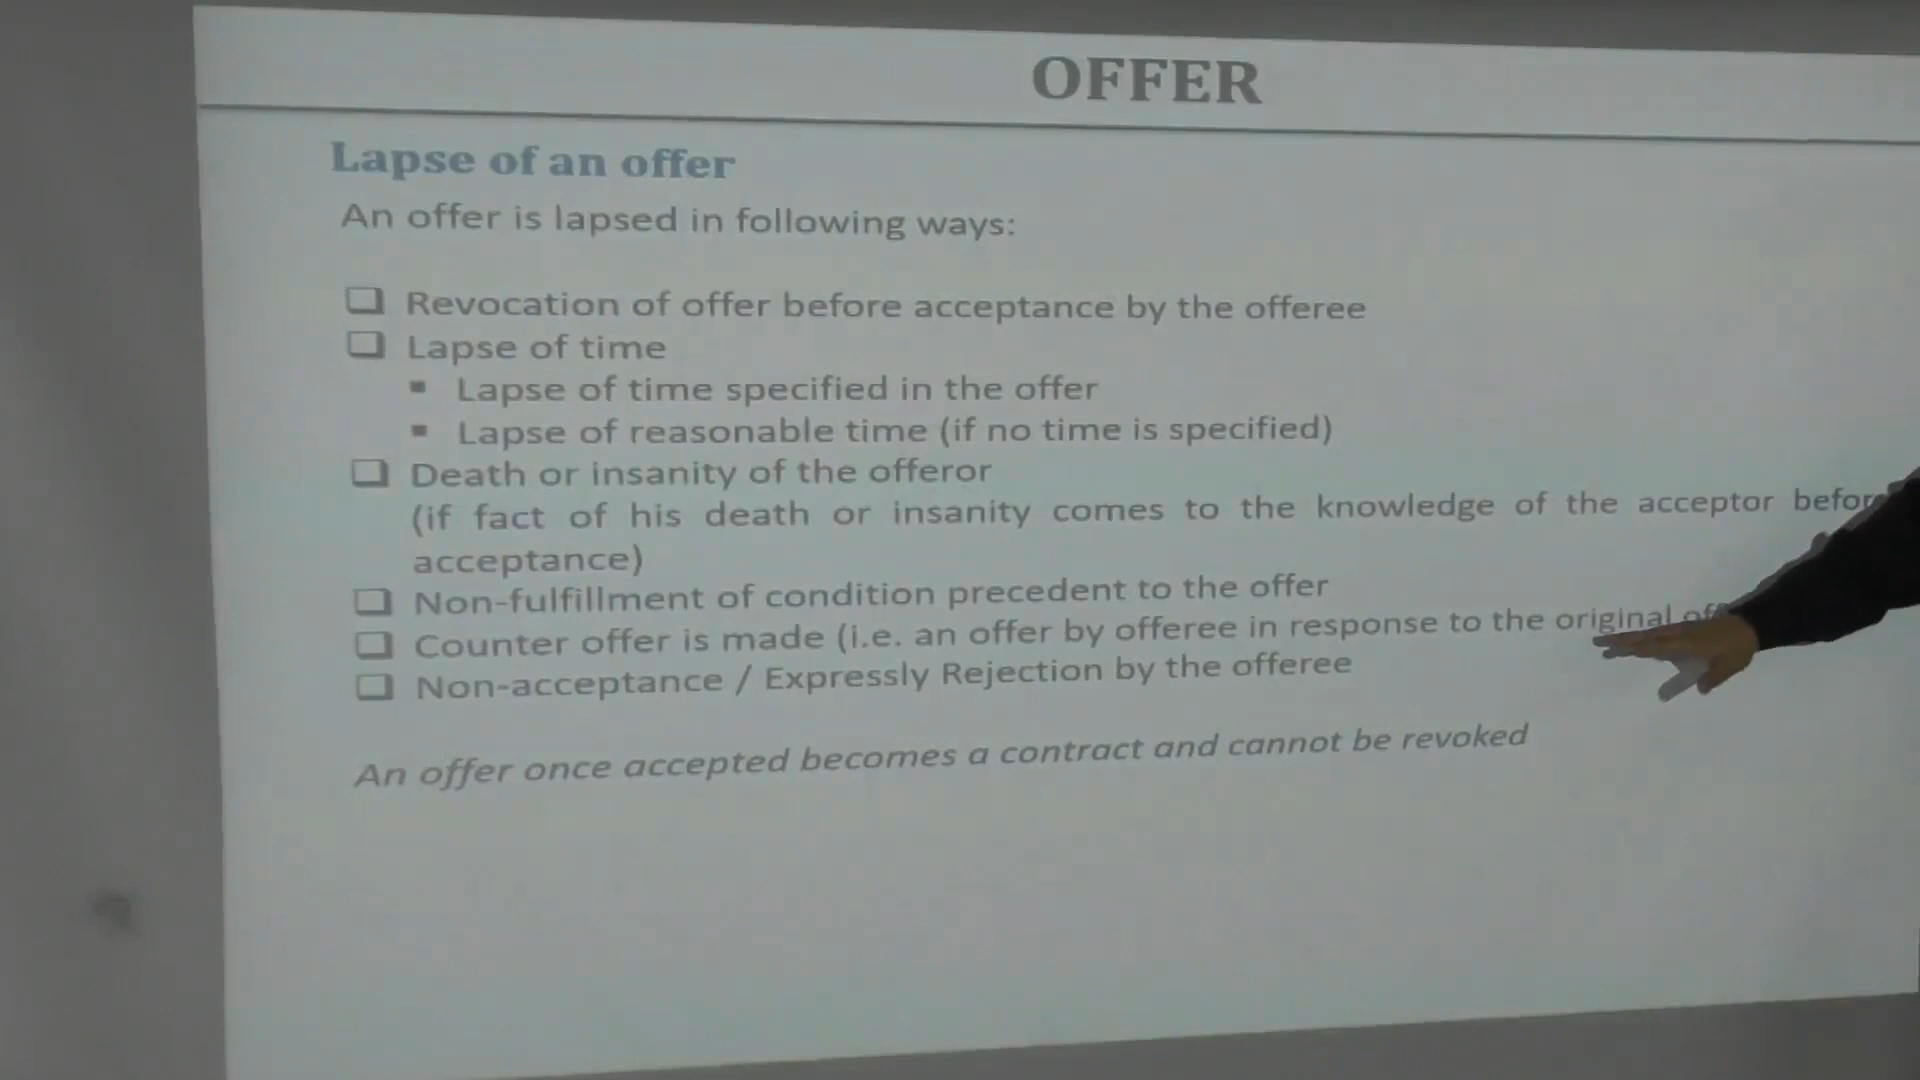 OFFER
Lapse of an offer
An offer is lapsed in following ways:
Revocation of offer before acceptance by the offeree
Lapse of time
Lapse of time specified in the offer
Lapse of reasonable time (if no time is specified)
Death or insanity of the offeror
(if fact of his death or insanity comes to the knowledge of the acceptor
acceptance)
Non-fulfillment of condition precedent to the offer
Counter offer is made (i.e. an offer by offeree in response to the original
Non-acceptance / Expressly Rejection by the offeree
An offer once accepted becomes a contract and cannot be revoked